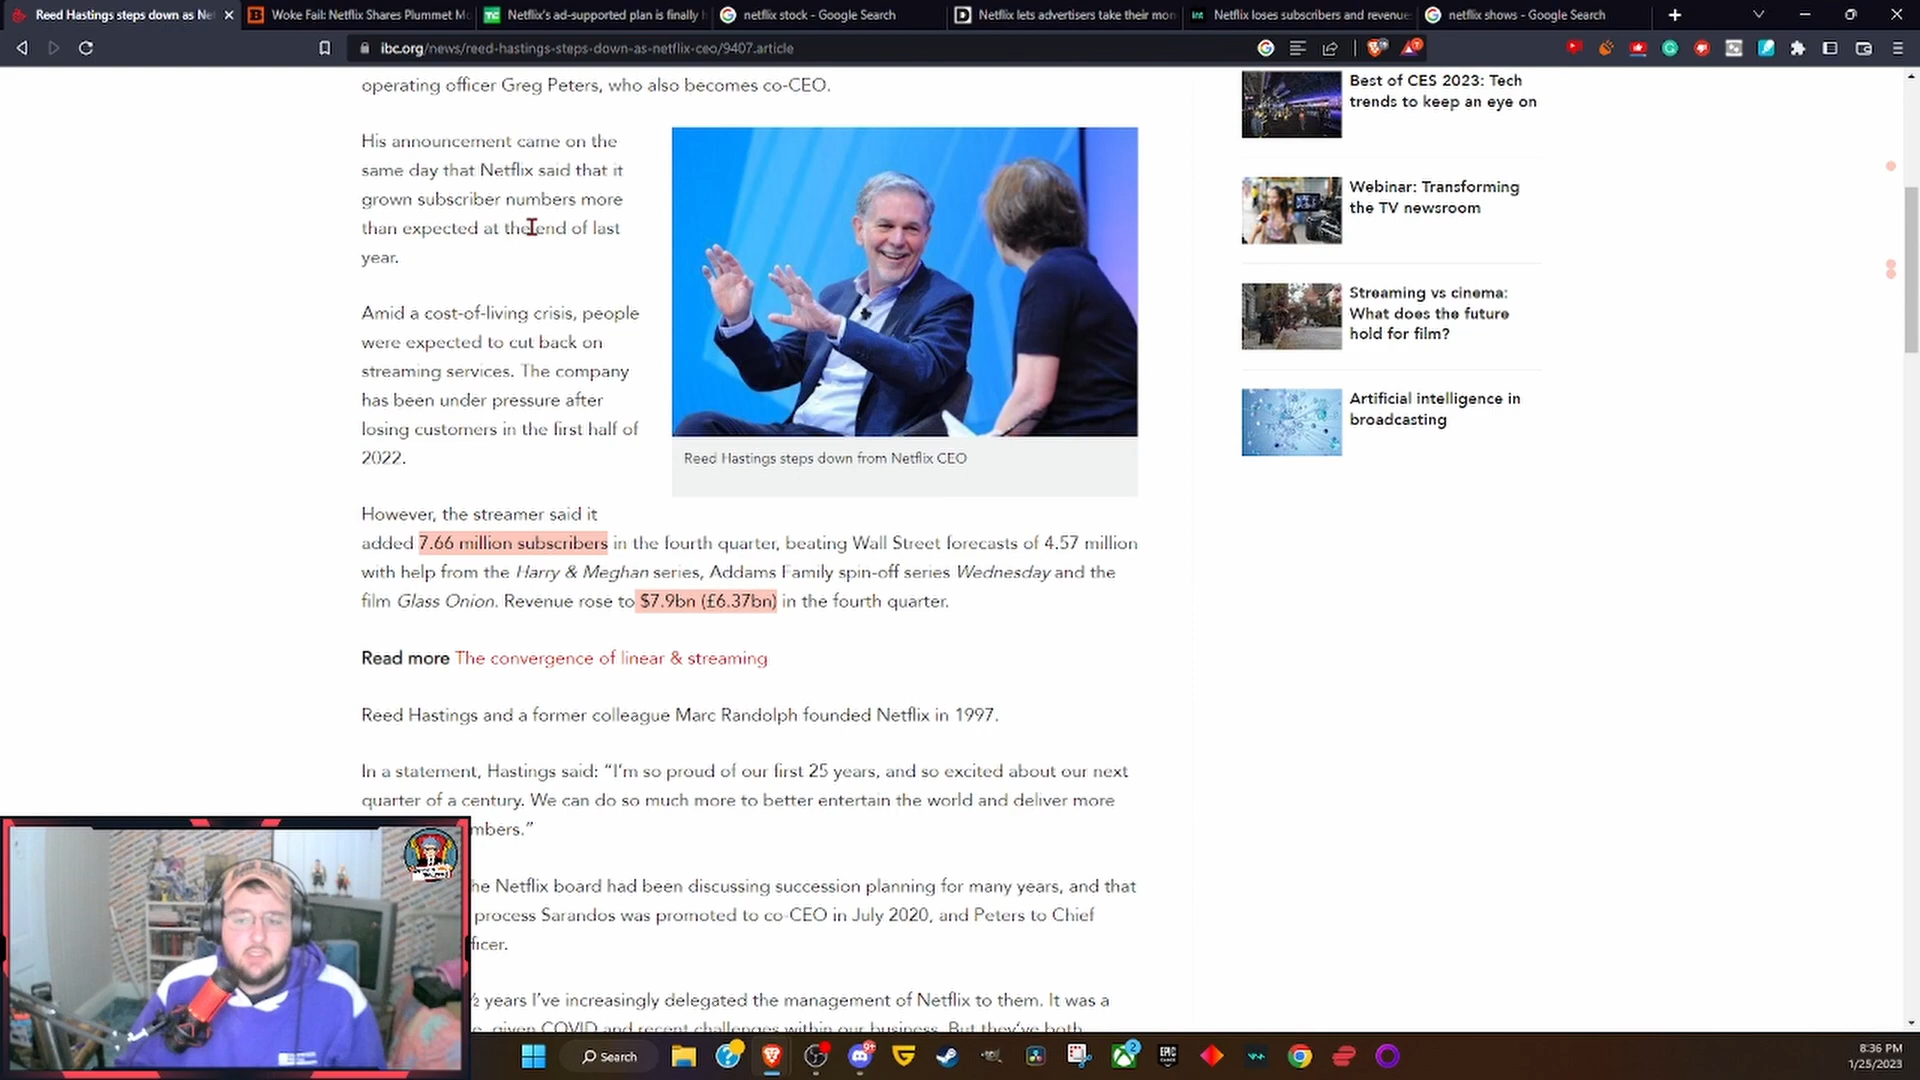 Reed Hastings steps down as Ne
Woke Fail: Netflix Shares Plummet Mo
Netflix's ad-supported plan is finally
netflix stock - Google Search
Netflix lets advertisers take their mon
Netflix loses subscribers and revenue
netflix shows - Google Search
ibc.org/news/reed-hastings-steps-down-as-netflix-ceo/9407.article
operating officer Greg Peters, who also becomes co-CEO.
His announcement came on the
same day that Netflix said that it
grown subscriber numbers more
than expected at the end of last
year.
Amid a cost-of-living crisis, people
were expected to cut back on
streaming services. The company
has been under pressure after
losing customers in the first half of
2022.
Reed Hastings steps down from Netflix CEO
However, the streamer said it
added 7.66 million subscribers in the fourth quarter, beating Wall Street forecasts of 4.57 million
with help from the Harry & Meghan series, Addams Family spin-off series Wednesday and the
film Glass Onion. Revenue rose to $7.9bn (£6.37bn) in the fourth quarter.
Read more The convergence of linear & streaming
Reed Hastings and a former colleague Marc Randolph founded Netflix in 1997.
In a statement, Hastings said: “I’m so proud of our first 25 years, and so excited about our next
quarter of a century. We can do so much more to better entertain the world and deliver more
mbers.”
he Netflix board had been discussing succession planning for many years, and that
process Sarandos was promoted to co-CEO in July 2020, and Peters to Chief
ficer.
½ years I’ve increasingly delegated the management of Netflix to them. It was a
e, given COVID and recent challenges within our business. But they’ve both
Best of CES 2023: Tech
trends to keep an eye on
Webinar: Transforming
the TV newsroom
Streaming vs cinema:
What does the future
hold for film?
Artificial intelligence in
broadcasting
Search
8:36 PM
1/25/2023